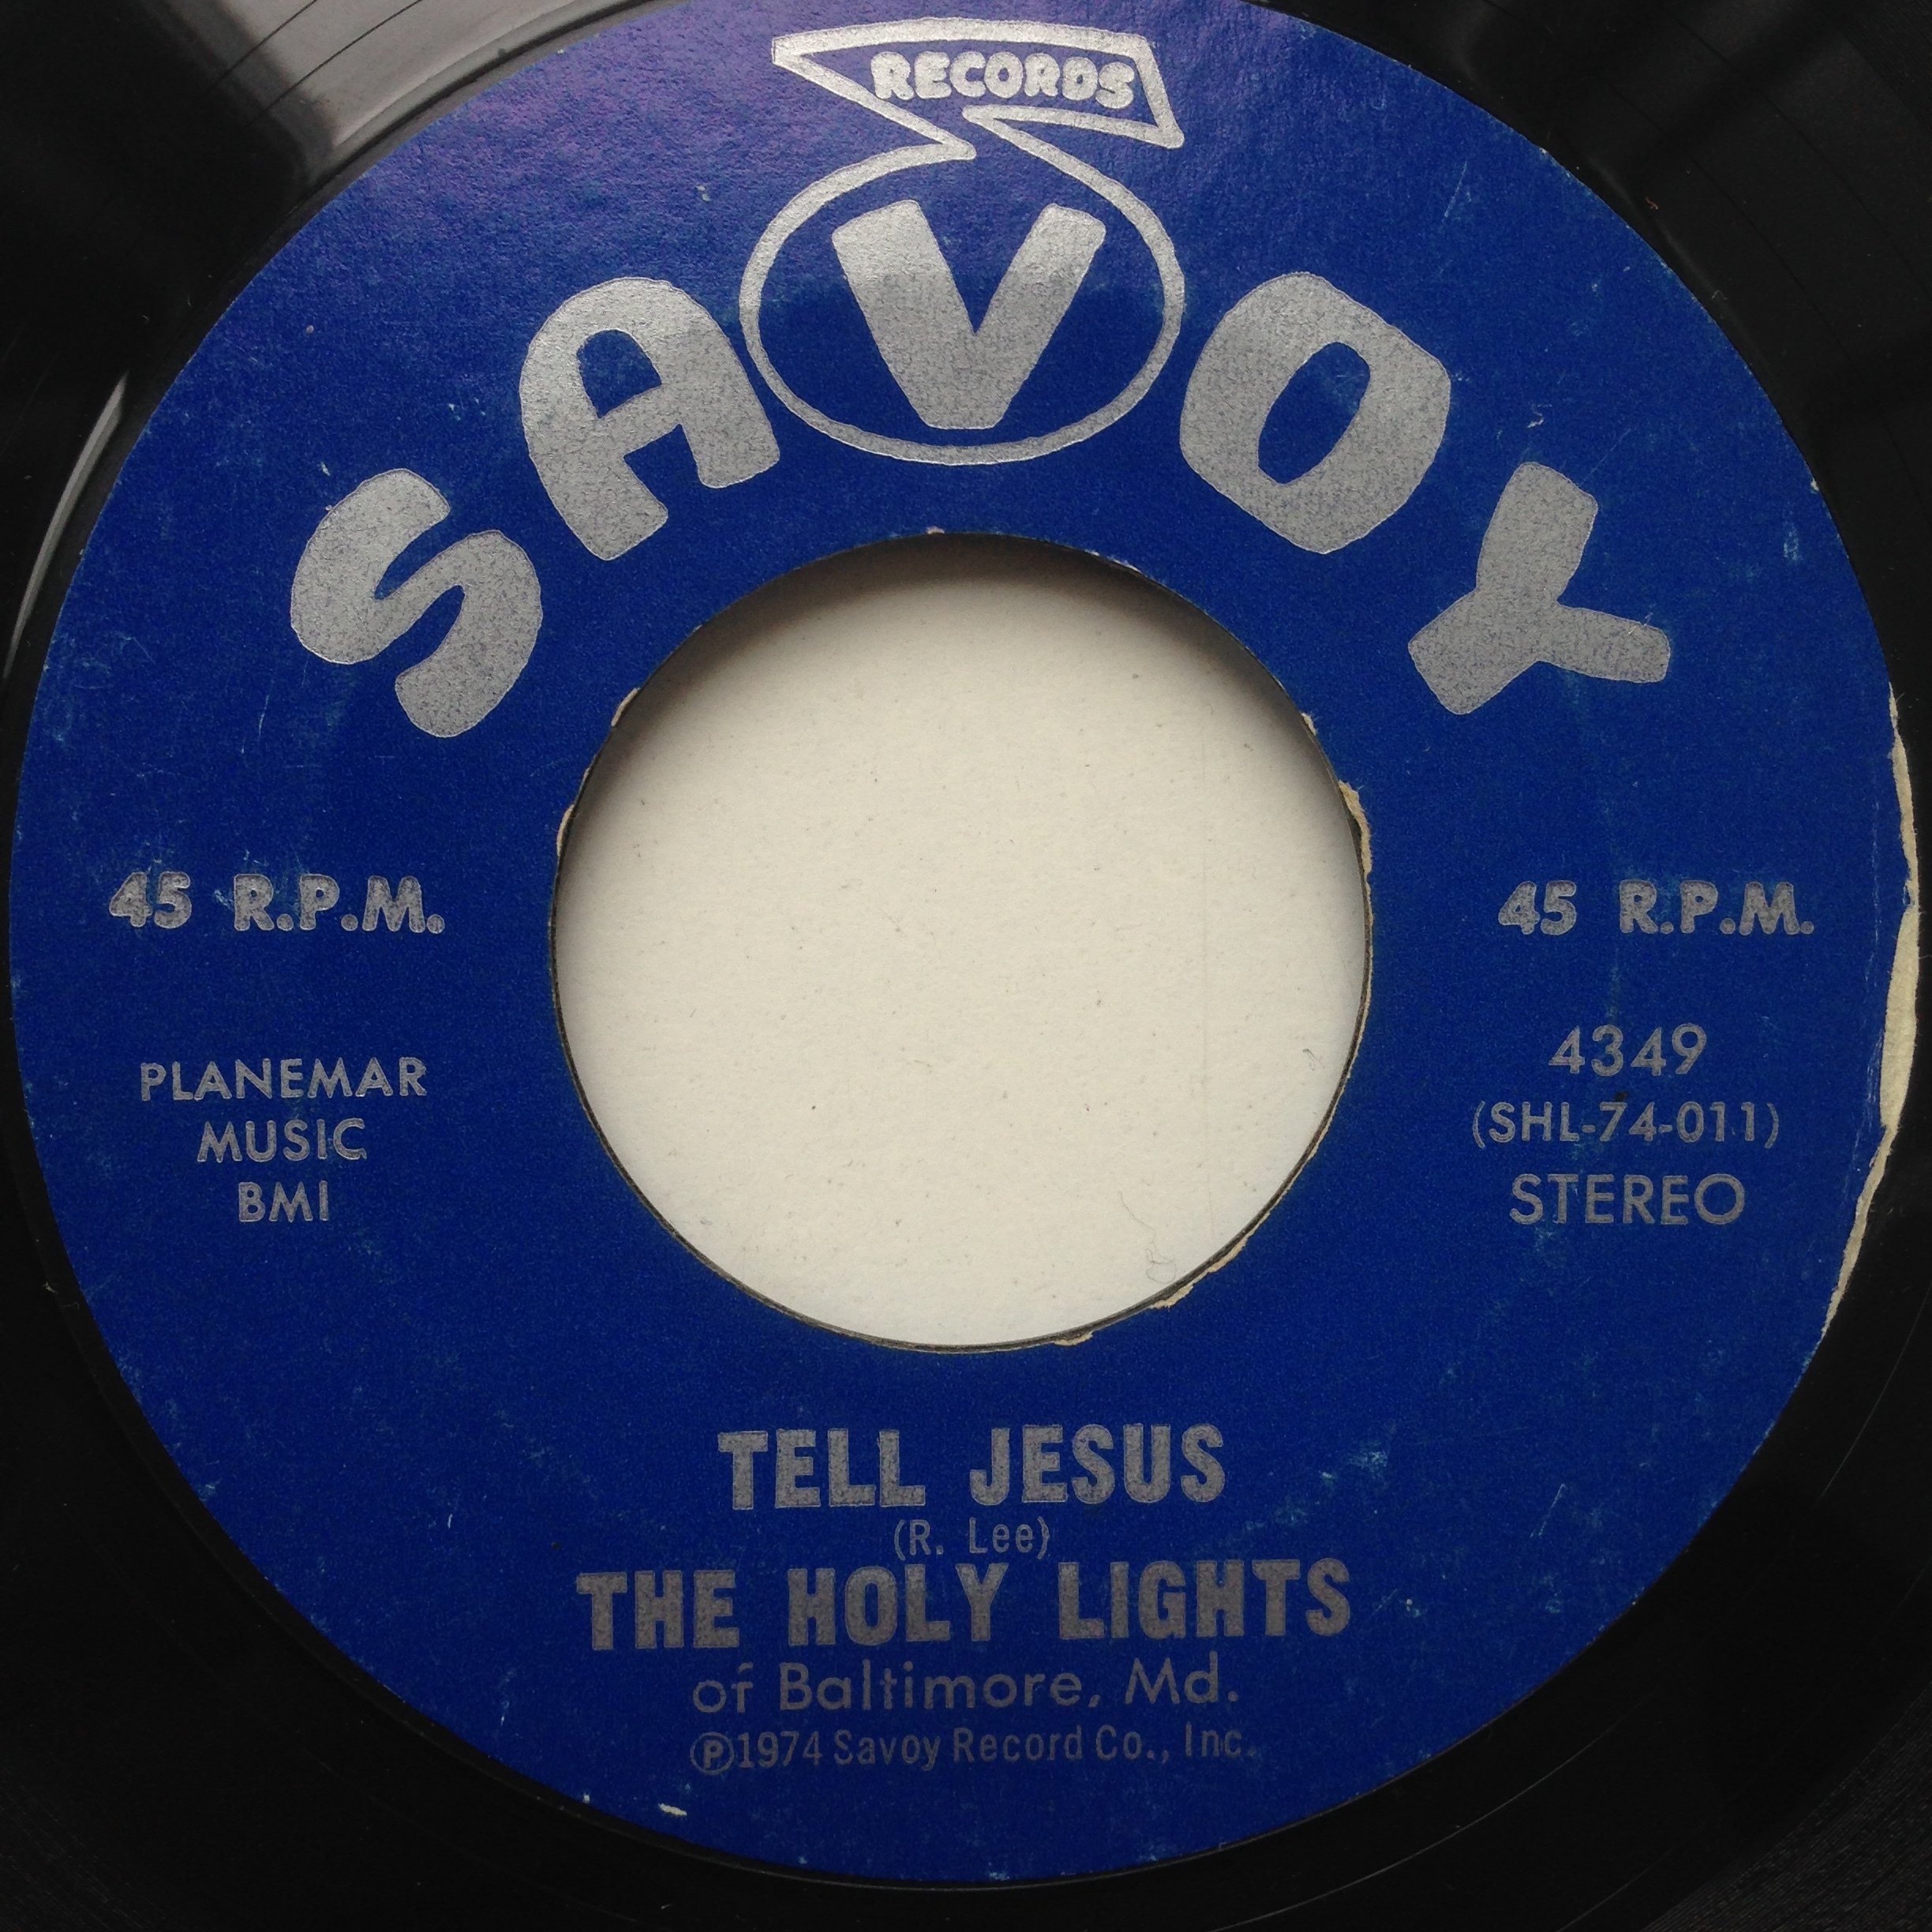 RECORDS
SAVOY
45 R.P.M.
45 R.P.M.
PLANEMAR
MUSIC
BMI
4349
(SHL-74-011)
STEREO
TELL JESUS
(R. Lee)
THE HOLY LIGHTS
of Baltimore, Md.
Ⓟ1974 Savoy Record Co., Inc.